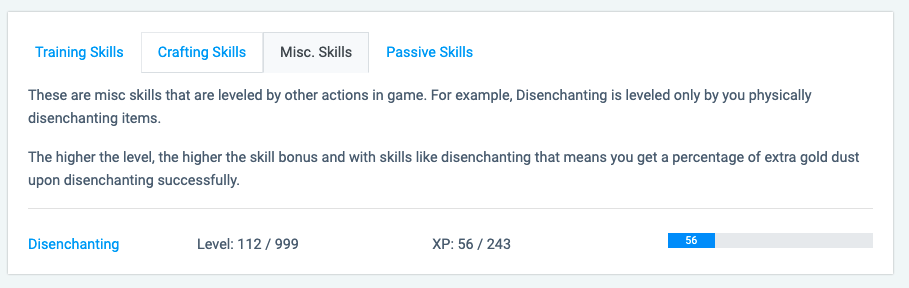 Training Skills Crafting Skills Misc. Skills Passive Skills
These are misc skills that are leveled by other actions in game. For example, Disenchanting is leveled only by you physically
disenchanting items.
The higher the level, the higher the skill bonus and with skills like disenchanting that means you get a percentage of extra gold dust
upon disenchanting successfully.
Disenchanting Level: 112 / 999 XP: 56 / 243 56